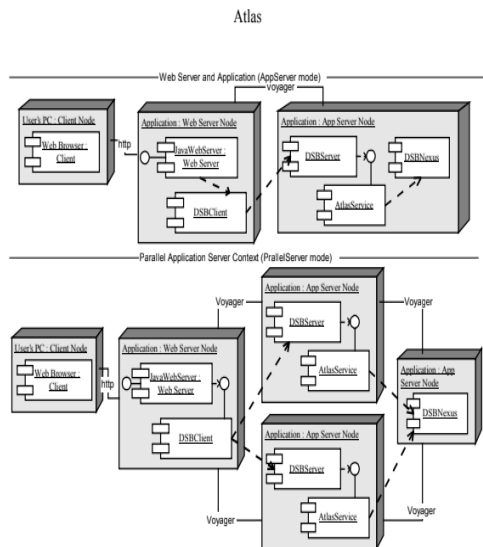 Atlas
Web Server and Application (AppServer mode)
Voyager
User's PC : Client Node
Web Browser :
Client
http
Application : Web Server Node
JavaWebServer :
Web Server
DSBClient
Application : App Server Node
DSBServer
DSBNexus
AtlasService
Parallel Application Server Context (PrallelServer mode)
User's PC : Client Node
Web Browser :
Client
http
Application : Web Server Node
JavaWebServer :
Web Server
DSBClient
Voyager
Application : App Server Node
DSBServer
AtlasService
Voyager
Application : App
Server Node
DSBNexus
Voyager
Application : App Server Node
DSBServer
AtlasService
Voyager